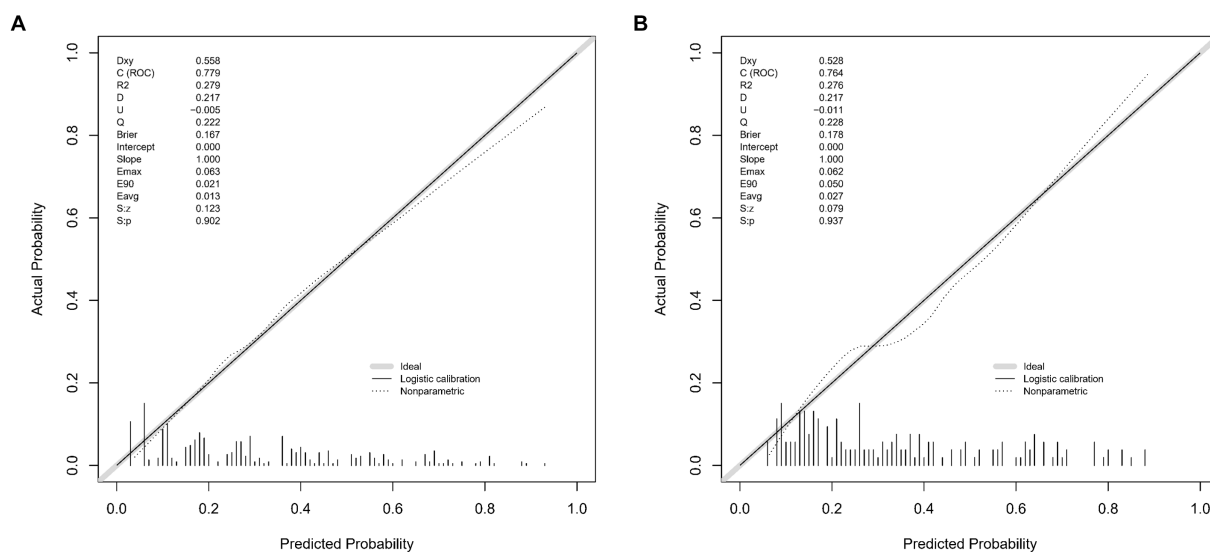 A
Dxy 0.558
C (ROC) 0.779
R2 0.279
D 0.217
U −0.005
Q 0.222
Brier 0.167
Intercept 0.000
Slope 1.000
Emax 0.063
E90 0.021
Eavg 0.013
S:z 0.123
S:p 0.902
Actual Probability
1.0
0.8
0.6
0.4
0.2
0.0
Ideal
Logistic calibration
Nonparametric
0.0 0.2 0.4 0.6 0.8 1.0
Predicted Probability
B
Dxy 0.528
C (ROC) 0.764
R2 0.276
D 0.217
U −0.011
Q 0.228
Brier 0.178
Intercept 0.000
Slope 1.000
Emax 0.062
E90 0.050
Eavg 0.027
S:z 0.079
S:p 0.937
Actual Probability
1.0
0.8
0.6
0.4
0.2
0.0
Ideal
Logistic calibration
Nonparametric
0.0 0.2 0.4 0.6 0.8 1.0
Predicted Probability